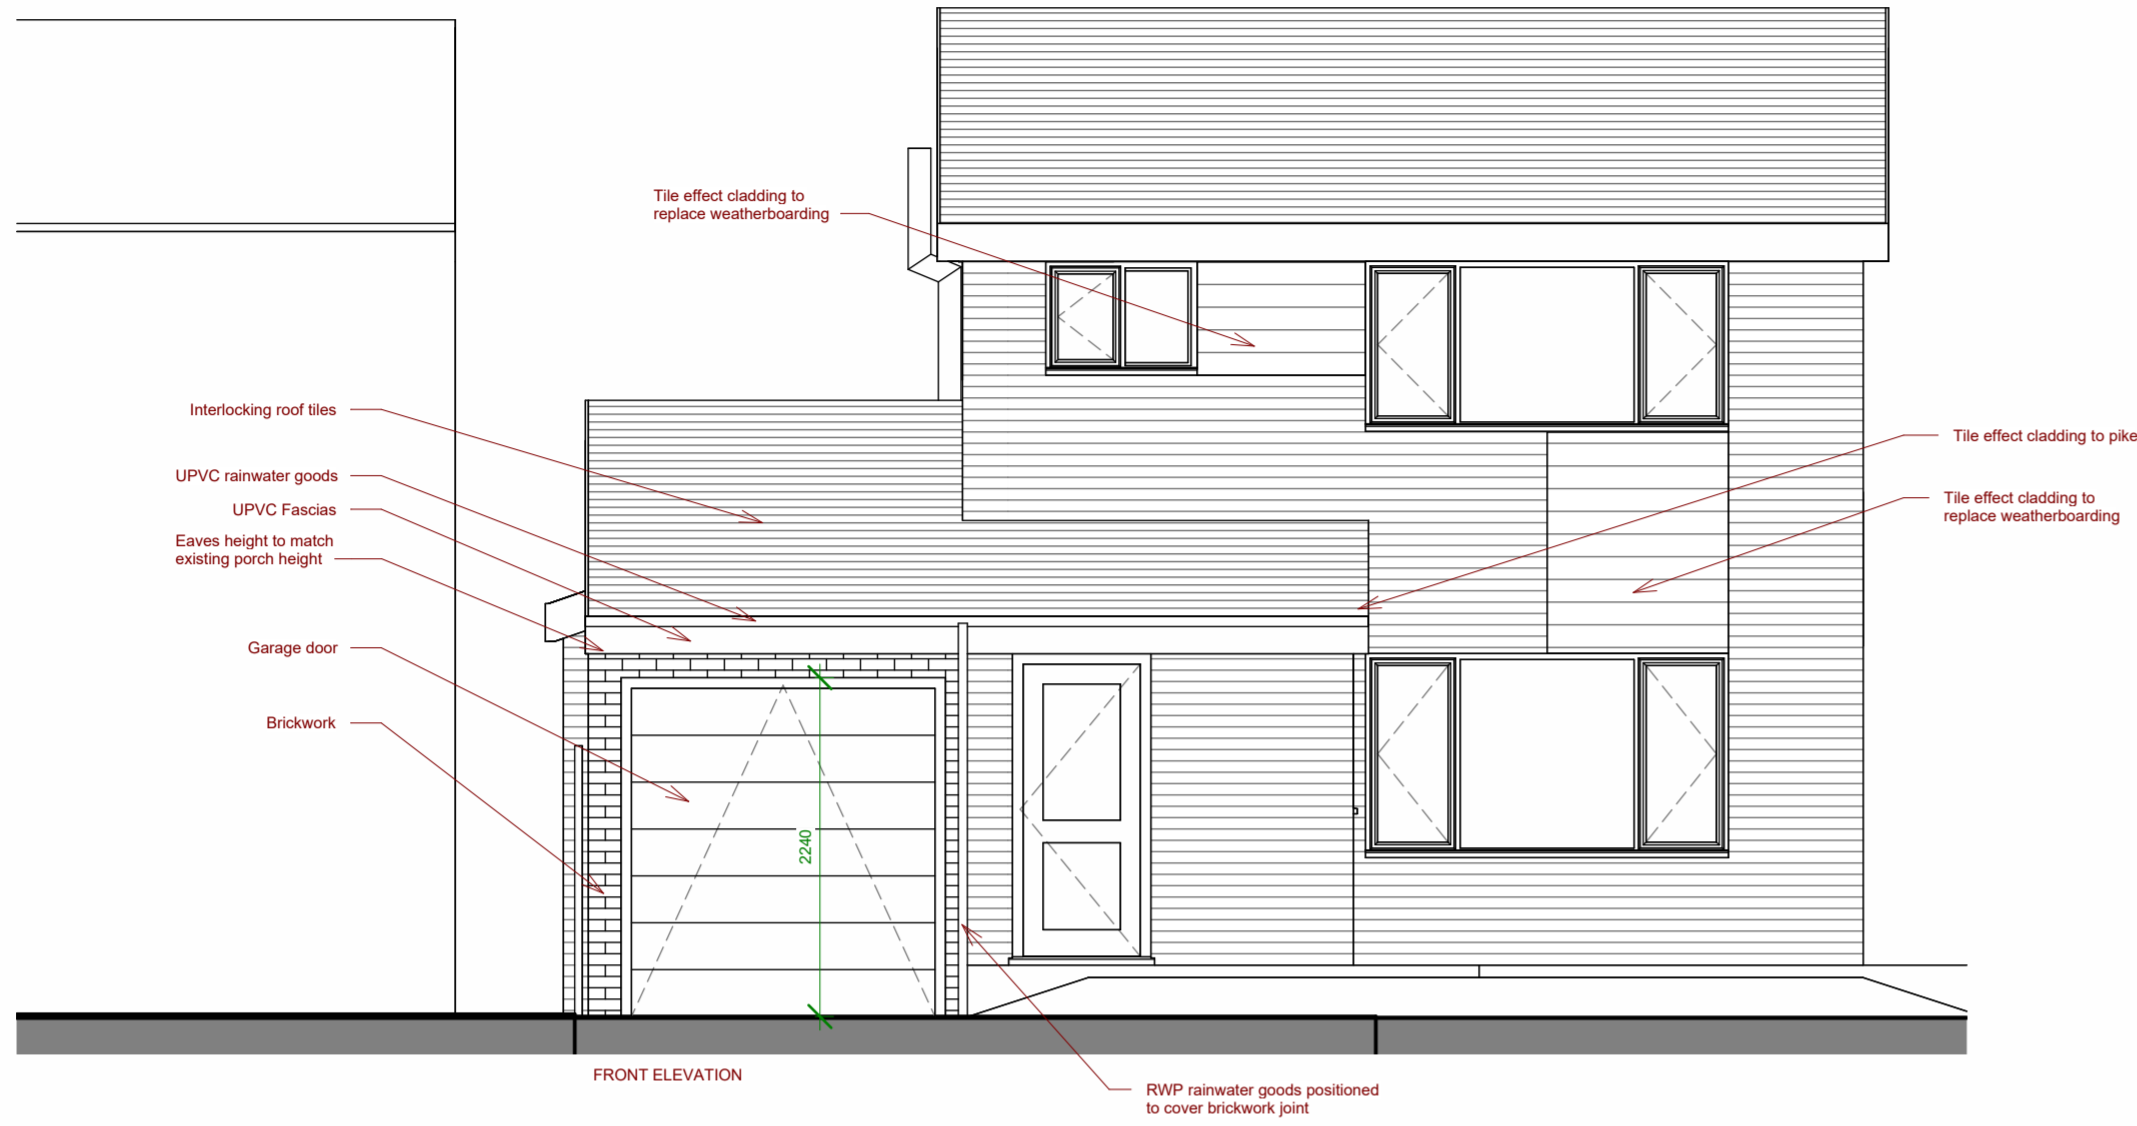 Tile effect cladding to
replace weatherboarding
Interlocking roof tiles
UPVC rainwater goods
UPVC Fascias
Eaves height to match
existing porch height
Garage door
Brickwork
Tile effect cladding to pike
Tile effect cladding to
replace weatherboarding
2240
FRONT ELEVATION
RWP rainwater goods positioned
to cover brickwork joint